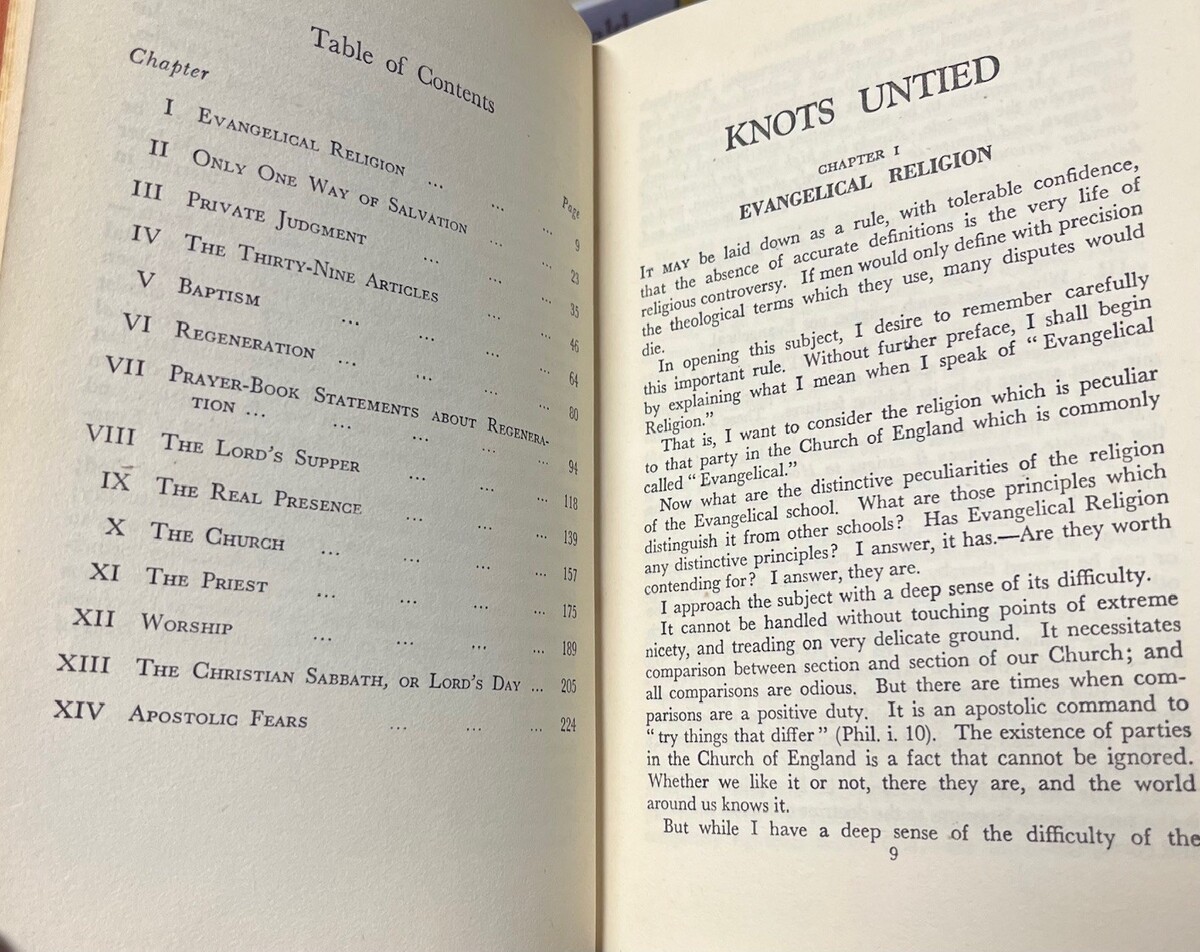 Table of Contents
Chapter
Page
I EVANGELICAL RELIGION ... ... ... 9
II ONLY ONE WAY OF SALVATION ... ... 23
III PRIVATE JUDGMENT ... ... ... 35
IV THE THIRTY-NINE ARTICLES ... ... 46
V BAPTISM ... ... ... ... 64
VI REGENERATION ... ... ... ... 80
VII PRAYER-BOOK STATEMENTS ABOUT REGENERA-
TION ... ... ... ... ... 94
VIII THE LORD'S SUPPER ... ... ... 118
IX THE REAL PRESENCE ... ... ... 139
X THE CHURCH ... ... ... ... 157
XI THE PRIEST ... ... ... ... 175
XII WORSHIP ... ... ... ... 189
XIII THE CHRISTIAN SABBATH, OR LORD'S DAY ... 205
XIV APOSTOLIC FEARS ... ... ... 224
KNOTS UNTIED
CHAPTER I
EVANGELICAL RELIGION
IT MAY be laid down as a rule, with tolerable confidence,
that the absence of accurate definitions is the very life of
religious controversy. If men would only define with precision
the theological terms which they use, many disputes would
die.
In opening this subject, I desire to remember carefully
this important rule. Without further preface, I shall begin
by explaining what I mean when I speak of "Evangelical
Religion."
That is, I want to consider the religion which is peculiar
to that party in the Church of England which is commonly
called "Evangelical."
Now what are the distinctive peculiarities of the religion
of the Evangelical school. What are those principles which
distinguish it from other schools? Has Evangelical Religion
any distinctive principles? I answer, it has.—Are they worth
contending for? I answer, they are.
I approach the subject with a deep sense of its difficulty.
It cannot be handled without touching points of extreme
nicety, and treading on very delicate ground. It necessitates
comparison between section and section of our Church; and
all comparisons are odious. But there are times when com-
parisons are a positive duty. It is an apostolic command to
"try things that differ" (Phil. i. 10). The existence of parties
in the Church of England is a fact that cannot be ignored.
Whether we like it or not, there they are, and the world
around us knows it.
But while I have a deep sense of the difficulty of the
9